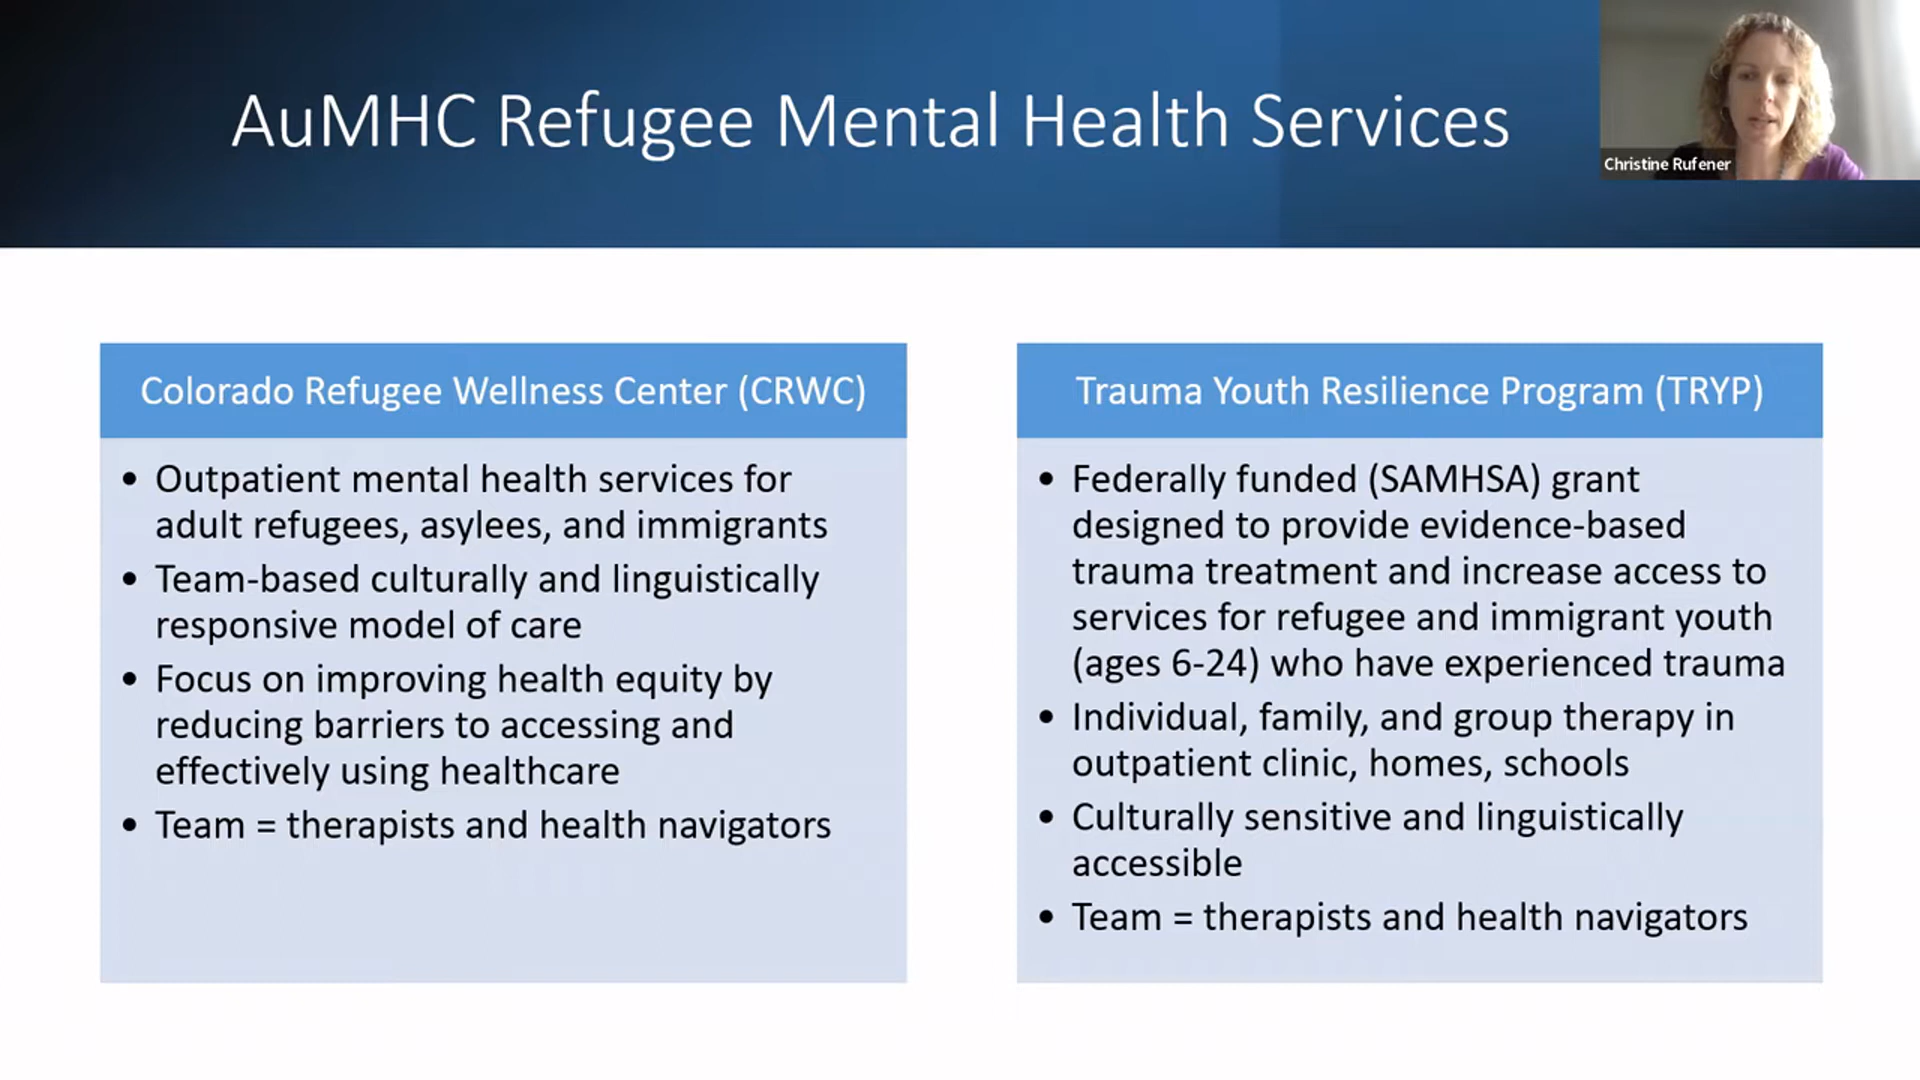 AuMHC Refugee Mental Health Services
Christine Rufener
Colorado Refugee Wellness Center (CRWC)
• Outpatient mental health services for
adult refugees, asylees, and immigrants
• Team-based culturally and linguistically
responsive model of care
• Focus on improving health equity by
reducing barriers to accessing and
effectively using healthcare
• Team = therapists and health navigators
Trauma Youth Resilience Program (TRYP)
• Federally funded (SAMHSA) grant
designed to provide evidence-based
trauma treatment and increase access to
services for refugee and immigrant youth
(ages 6-24) who have experienced trauma
• Individual, family, and group therapy in
outpatient clinic, homes, schools
• Culturally sensitive and linguistically
accessible
• Team = therapists and health navigators